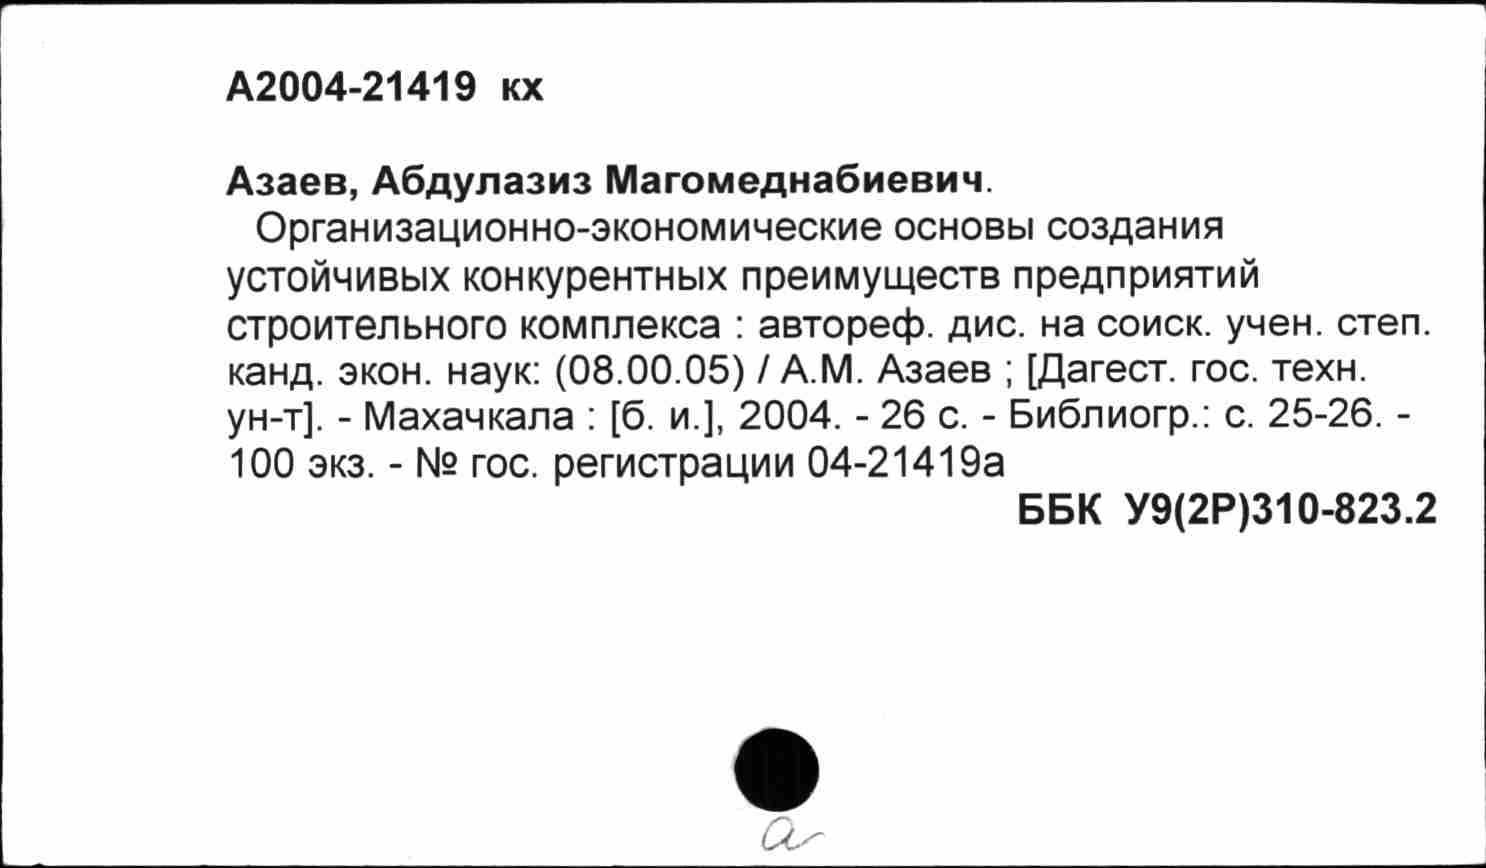 А2004-21419 кх
Азаев, Абдулазиз Магомеднабиевич.
Организационно-экономические основы создания
устойчивых конкурентных преимуществ предприятий
строительного комплекса : автореф. дис. на соиск. учен. степ.
канд. экон. наук: (08.00.05) / А.М. Азаев ; [Дагест. гос. техн.
ун-т]. - Махачкала : [б. и.], 2004. - 26 с. - Библиогр.: с. 25-26. -
100 экз. - № гос. регистрации 04-21419а
ББК У9(2Р)310-823.2
а